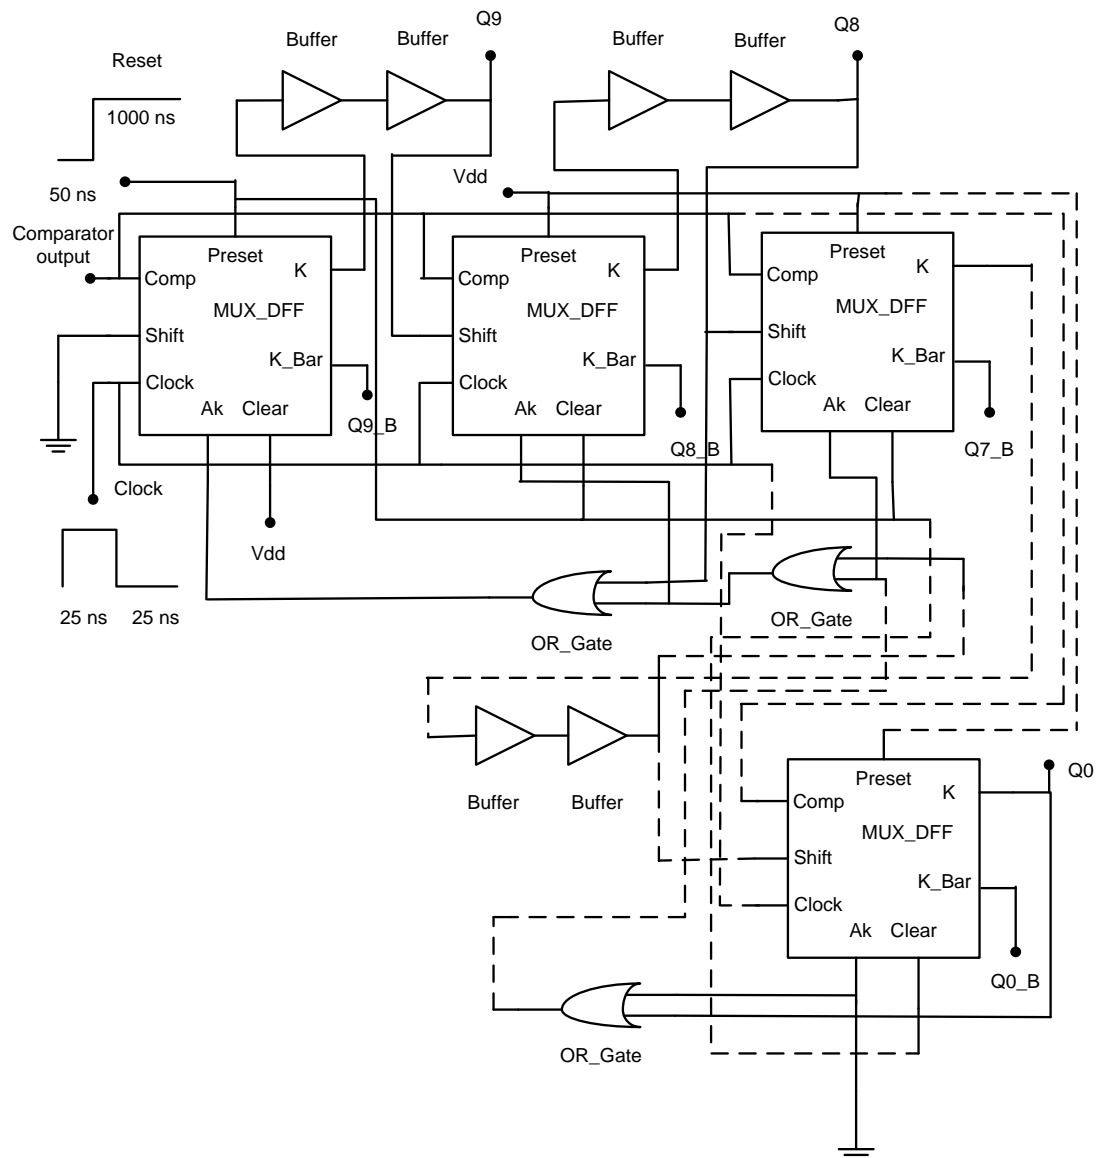 Q9
Q8
Buffer
Buffer
Buffer
Buffer
Reset
1000 ns
50 ns
Vdd
Comparator
output
Preset
K
Comp
MUX_DFF
Shift
K_Bar
Clock
Ak
Clear
Q9_B
Preset
K
Comp
MUX_DFF
Shift
K_Bar
Clock
Ak
Clear
Q8_B
Preset
K
Comp
MUX_DFF
Shift
K_Bar
Clock
Ak
Clear
Q7_B
Clock
Vdd
25 ns
25 ns
OR_Gate
OR_Gate
Buffer
Buffer
Preset
K
Q0
Comp
MUX_DFF
Shift
K_Bar
Clock
Ak
Clear
Q0_B
OR_Gate